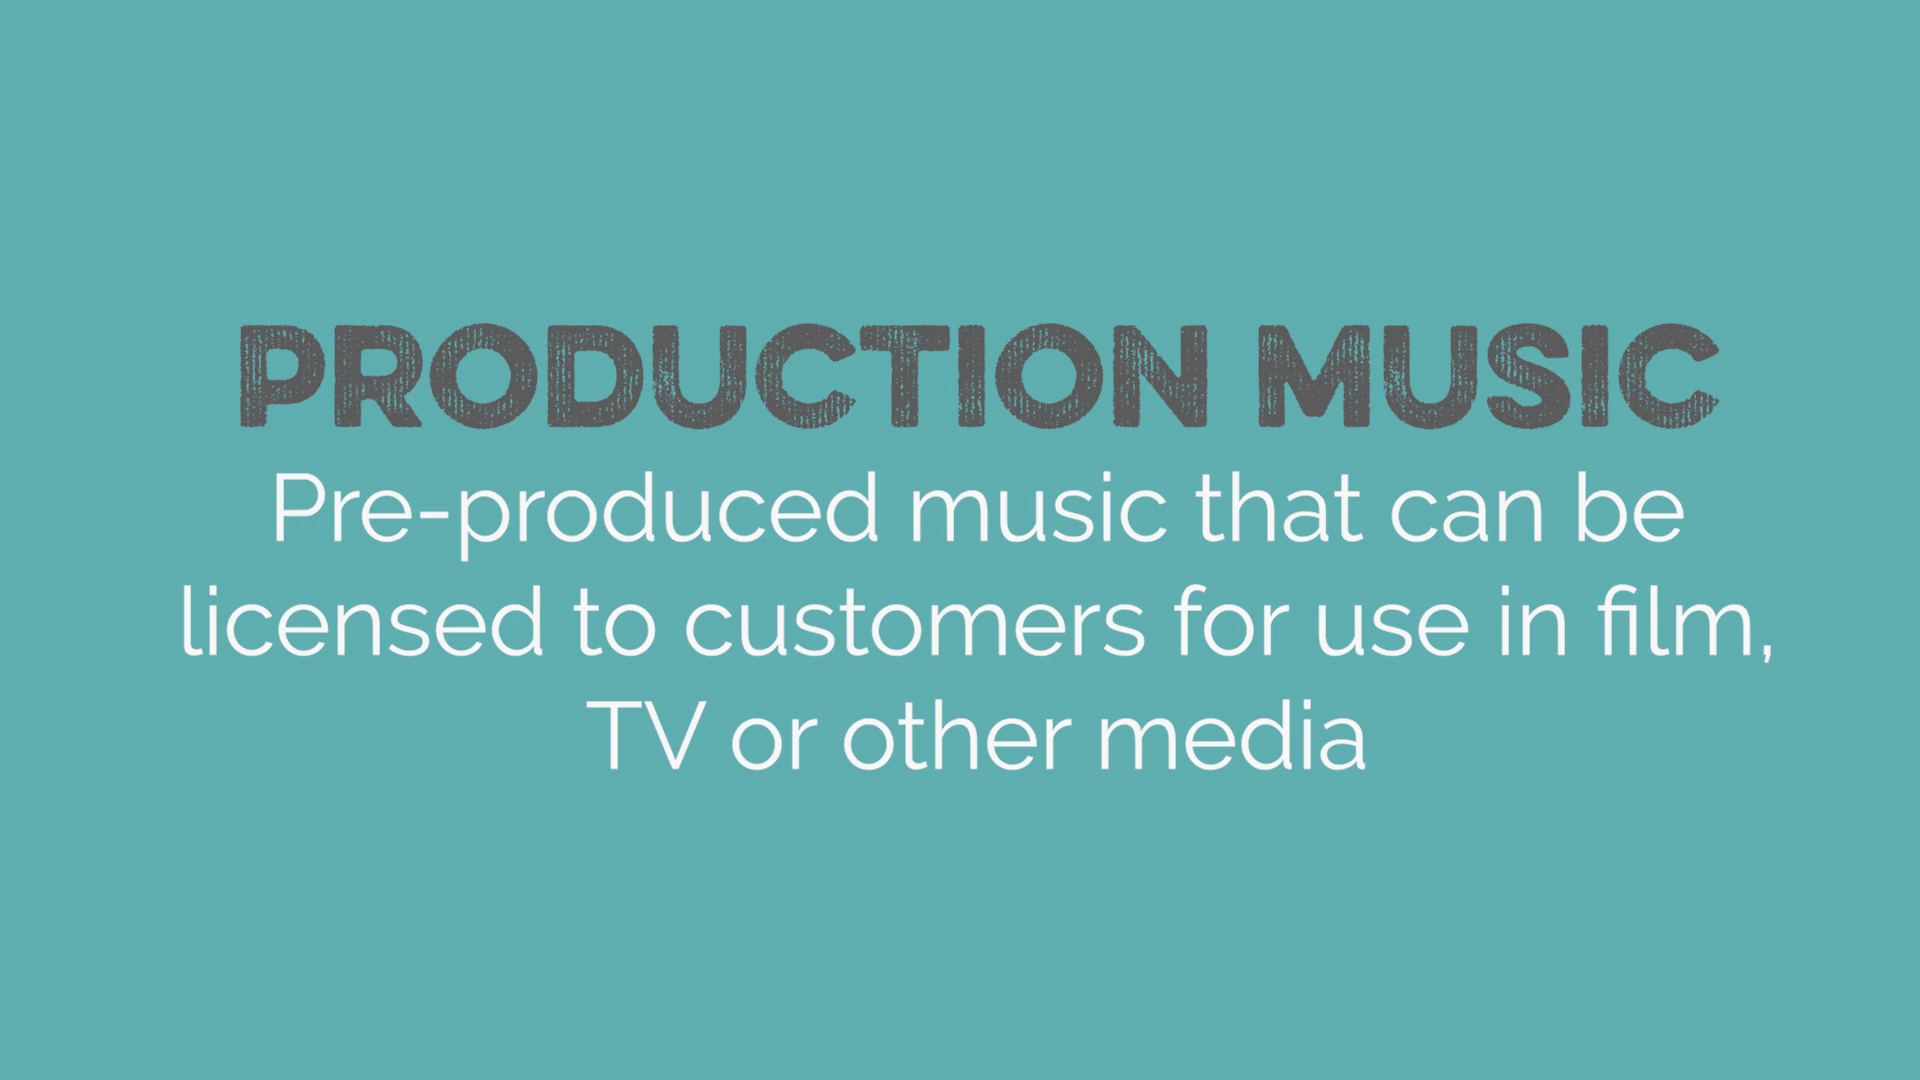 PRODUCTION MUSIC
Pre-produced music that can be
licensed to customers for use in film,
TV or other media